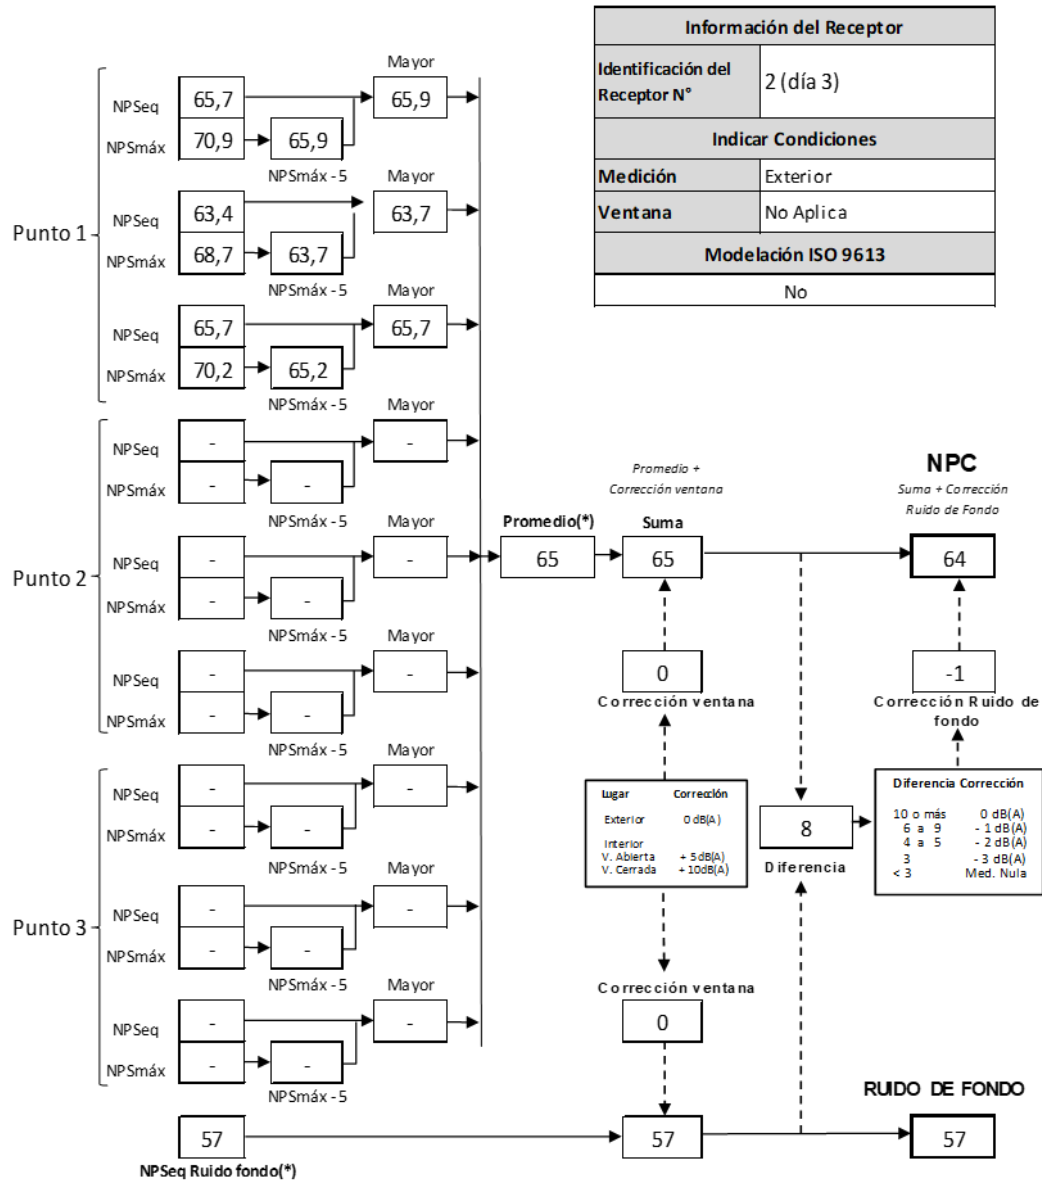 Información del Receptor
Identificación del Receptor N°
2 (día 3)
Indicar Condiciones
Medición
Exterior
Ventana
No Aplica
Modelación ISO 9613
No
Punto 1
Mayor
NPSeq
65,7
65,9
NPSmáx
70,9
65,9
NPSmáx - 5
Mayor
NPSeq
63,4
63,7
NPSmáx
68,7
63,7
NPSmáx - 5
Mayor
NPSeq
65,7
65,7
NPSmáx
70,2
65,2
NPSmáx - 5
Punto 2
Mayor
NPSeq
-
-
NPSmáx
-
-
NPSmáx - 5
Mayor
NPSeq
-
-
NPSmáx
-
-
NPSmáx - 5
Mayor
NPSeq
-
-
NPSmáx
-
-
NPSmáx - 5
Punto 3
Mayor
NPSeq
-
-
NPSmáx
-
-
NPSmáx - 5
Mayor
NPSeq
-
-
NPSmáx
-
-
NPSmáx - 5
Mayor
NPSeq
-
-
NPSmáx
-
-
NPSmáx - 5
Promedio(*)
65
Promedio +
Corrección ventana
Suma
65
0
Corrección ventana
Lugar Corrección
Exterior 0 dB(A)
Interior
V. Abierta + 5dB(A)
V. Cerrada + 10dB(A)
Corrección ventana
0
NPC
Suma + Corrección
Ruido de Fondo
64
-1
Corrección Ruido de
fondo
Diferencia Corrección
10 o más 0 dB(A)
6 a 9 - 1 dB(A)
4 a 5 - 2 dB(A)
3 - 3 dB(A)
< 3 Med. Nula
8
Diferencia
RUIDO DE FONDO
57
57
57
NPSeq Ruido fondo(*)